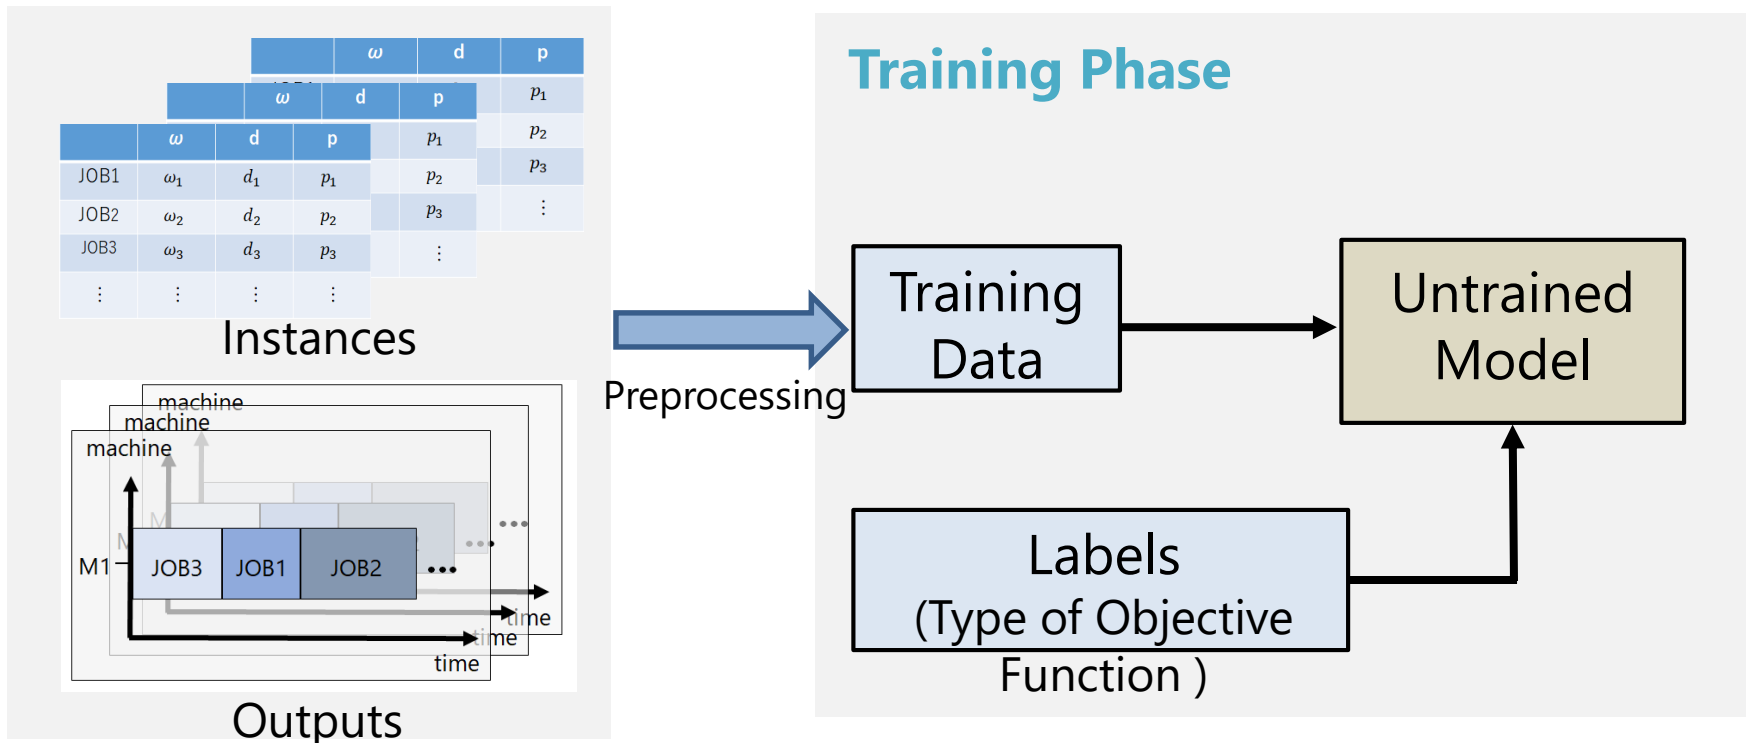 ω d p
p₁
p₂
p₃
⋮
ω d p
p₁
p₂
p₃
⋮
ω d p
JOB1 ω₁ d₁ p₁
JOB2 ω₂ d₂ p₂
JOB3 ω₃ d₃ p₃
⋮ ⋮ ⋮ ⋮
Instances
machine
machine
machine
M1
JOB3 JOB1 JOB2 •••
•••
•••
time
time
time
Outputs
Preprocessing
Training Phase
Training
Data
Untrained
Model
Labels
(Type of Objective
Function )